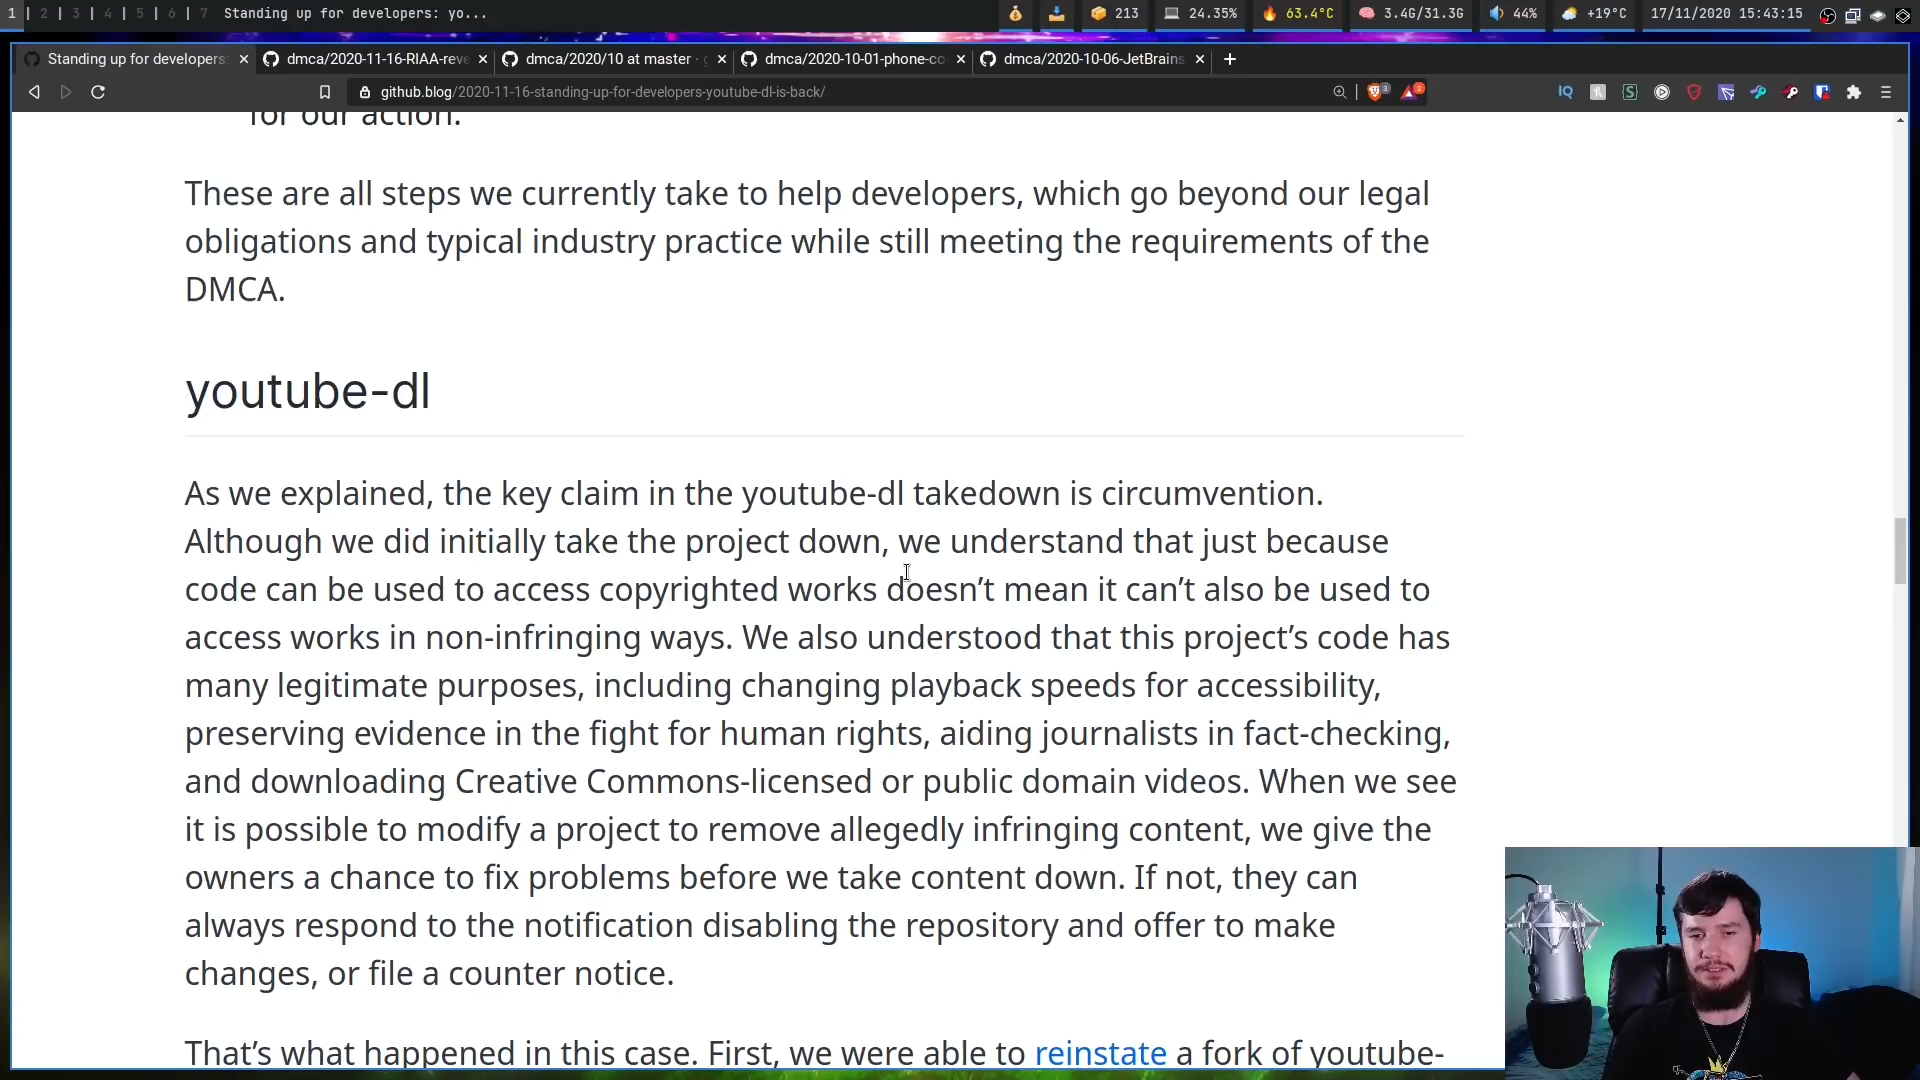 1 | 2 | 3 | 4 | 5 | 6 | 7 Standing up for developers: yo... 213 24.35% 63.4°C 3.4G/31.3G 44% +19°C 17/11/2020 15:43:15
Standing up for developers: dmca/2020-11-16-RIAA-reve dmca/2020/10 at master · g dmca/2020-10-01-phone-co dmca/2020-10-06-JetBrains
github.blog/2020-11-16-standing-up-for-developers-youtube-dl-is-back/ 3 2 IQ
for our action.
These are all steps we currently take to help developers, which go beyond our legal
obligations and typical industry practice while still meeting the requirements of the
DMCA.
youtube-dl
As we explained, the key claim in the youtube-dl takedown is circumvention.
Although we did initially take the project down, we understand that just because
code can be used to access copyrighted works doesn’t mean it can’t also be used to
access works in non-infringing ways. We also understood that this project’s code has
many legitimate purposes, including changing playback speeds for accessibility,
preserving evidence in the fight for human rights, aiding journalists in fact-checking,
and downloading Creative Commons-licensed or public domain videos. When we see
it is possible to modify a project to remove allegedly infringing content, we give the
owners a chance to fix problems before we take content down. If not, they can
always respond to the notification disabling the repository and offer to make
changes, or file a counter notice.
That’s what happened in this case. First, we were able to reinstate a fork of youtube-